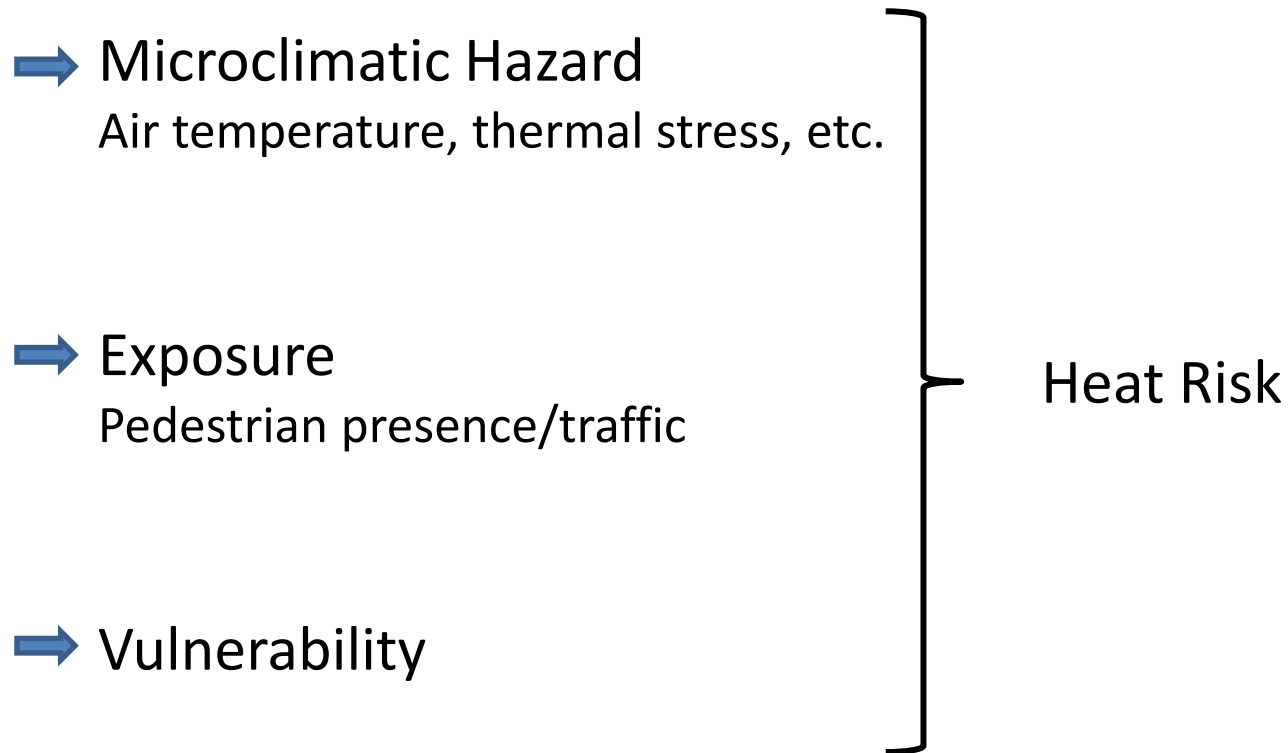 Microclimatic Hazard
Air temperature, thermal stress, etc.
Exposure
Pedestrian presence/traffic
Heat Risk
Vulnerability